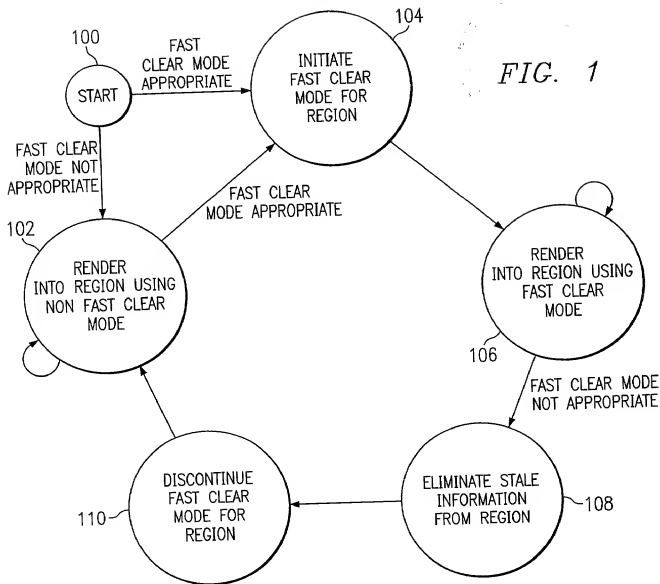 100
START
FAST
CLEAR MODE
APPROPRIATE
104
INITIATE
FAST CLEAR
MODE FOR
REGION
FIG. 1
FAST CLEAR
MODE NOT
APPROPRIATE
FAST CLEAR
MODE APPROPRIATE
102
RENDER
INTO REGION USING
NON FAST CLEAR
MODE
RENDER
INTO REGION USING
FAST CLEAR
MODE
106
FAST CLEAR MODE
NOT APPROPRIATE
DISCONTINUE
FAST CLEAR
MODE FOR
REGION
110
ELIMINATE STALE
INFORMATION
FROM REGION
108